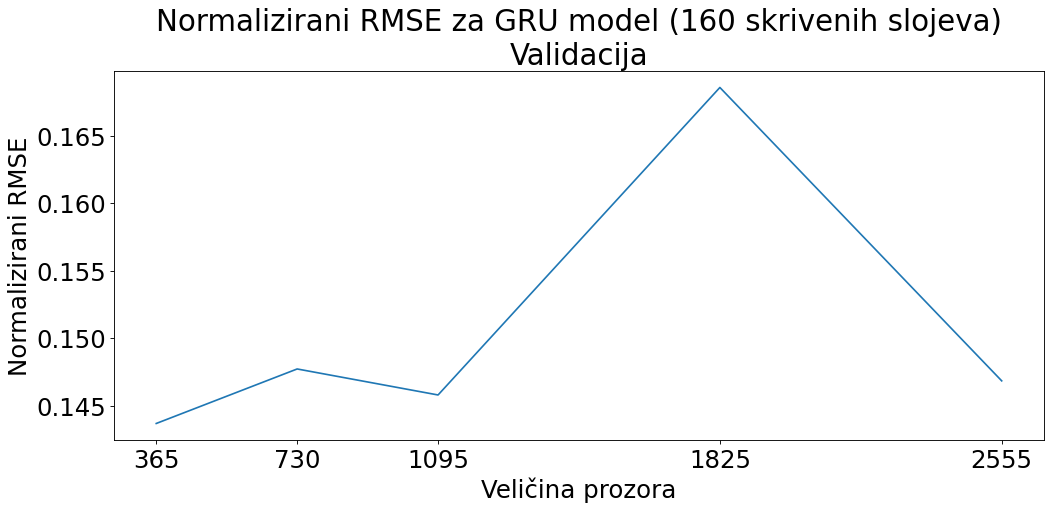 Normalizirani RMSE za GRU model (160 skrivenih slojeva)
Validacija
Normalizirani RMSE
0.165
0.160
0.155
0.150
0.145
365 730 1095 1825 2555
Veličina prozora